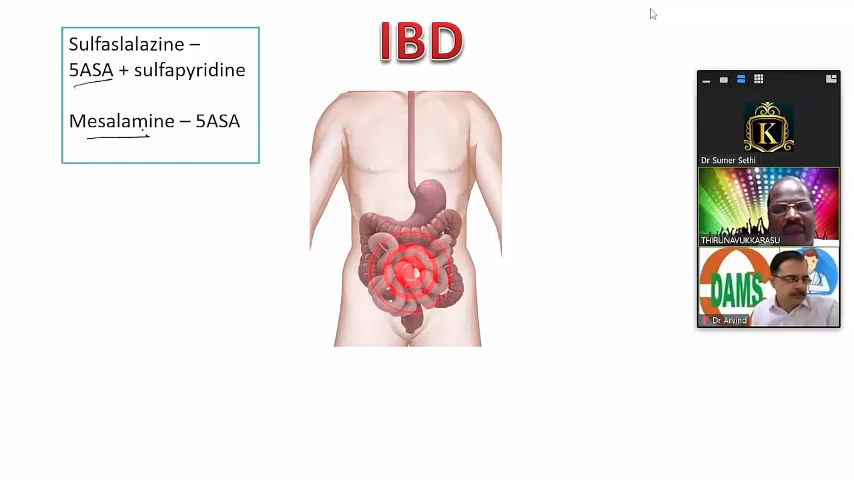 IBD
Sulfaslalazine –
5ASA + sulfapyridine
Mesalamine – 5ASA
K
Dr Sumer Sethi
THIRUNAVUKKARASU
DAMS
Dr Arvind